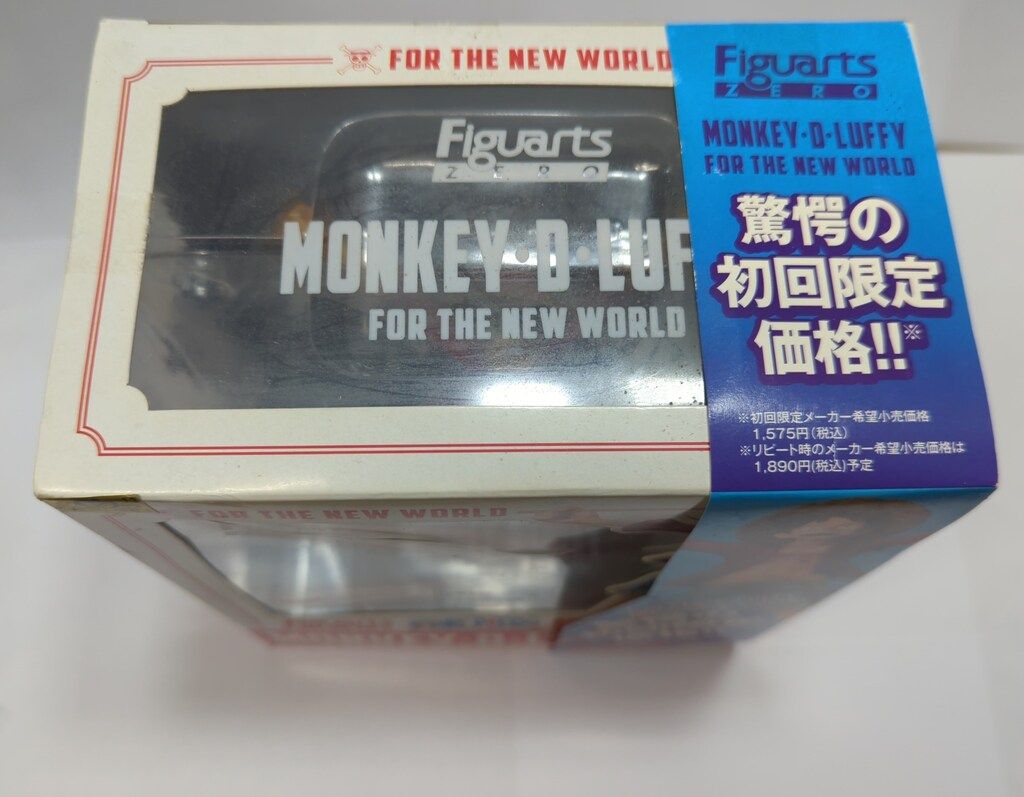 FOR THE NEW WORLD
Figuarts
ZERO
MONKEY·D·LUF
FOR THE NEW WORLD
Figuarts
ZERO
MONKEY·D·LUFFY
FOR THE NEW WORLD
驚愕の
初回限定
価格!!※
※初回限定メーカー希望小売価格
1,575円(税込)
※リピート時のメーカー希望小売価格は
1,890円(税込)予定
FOR THE NEW WORLD